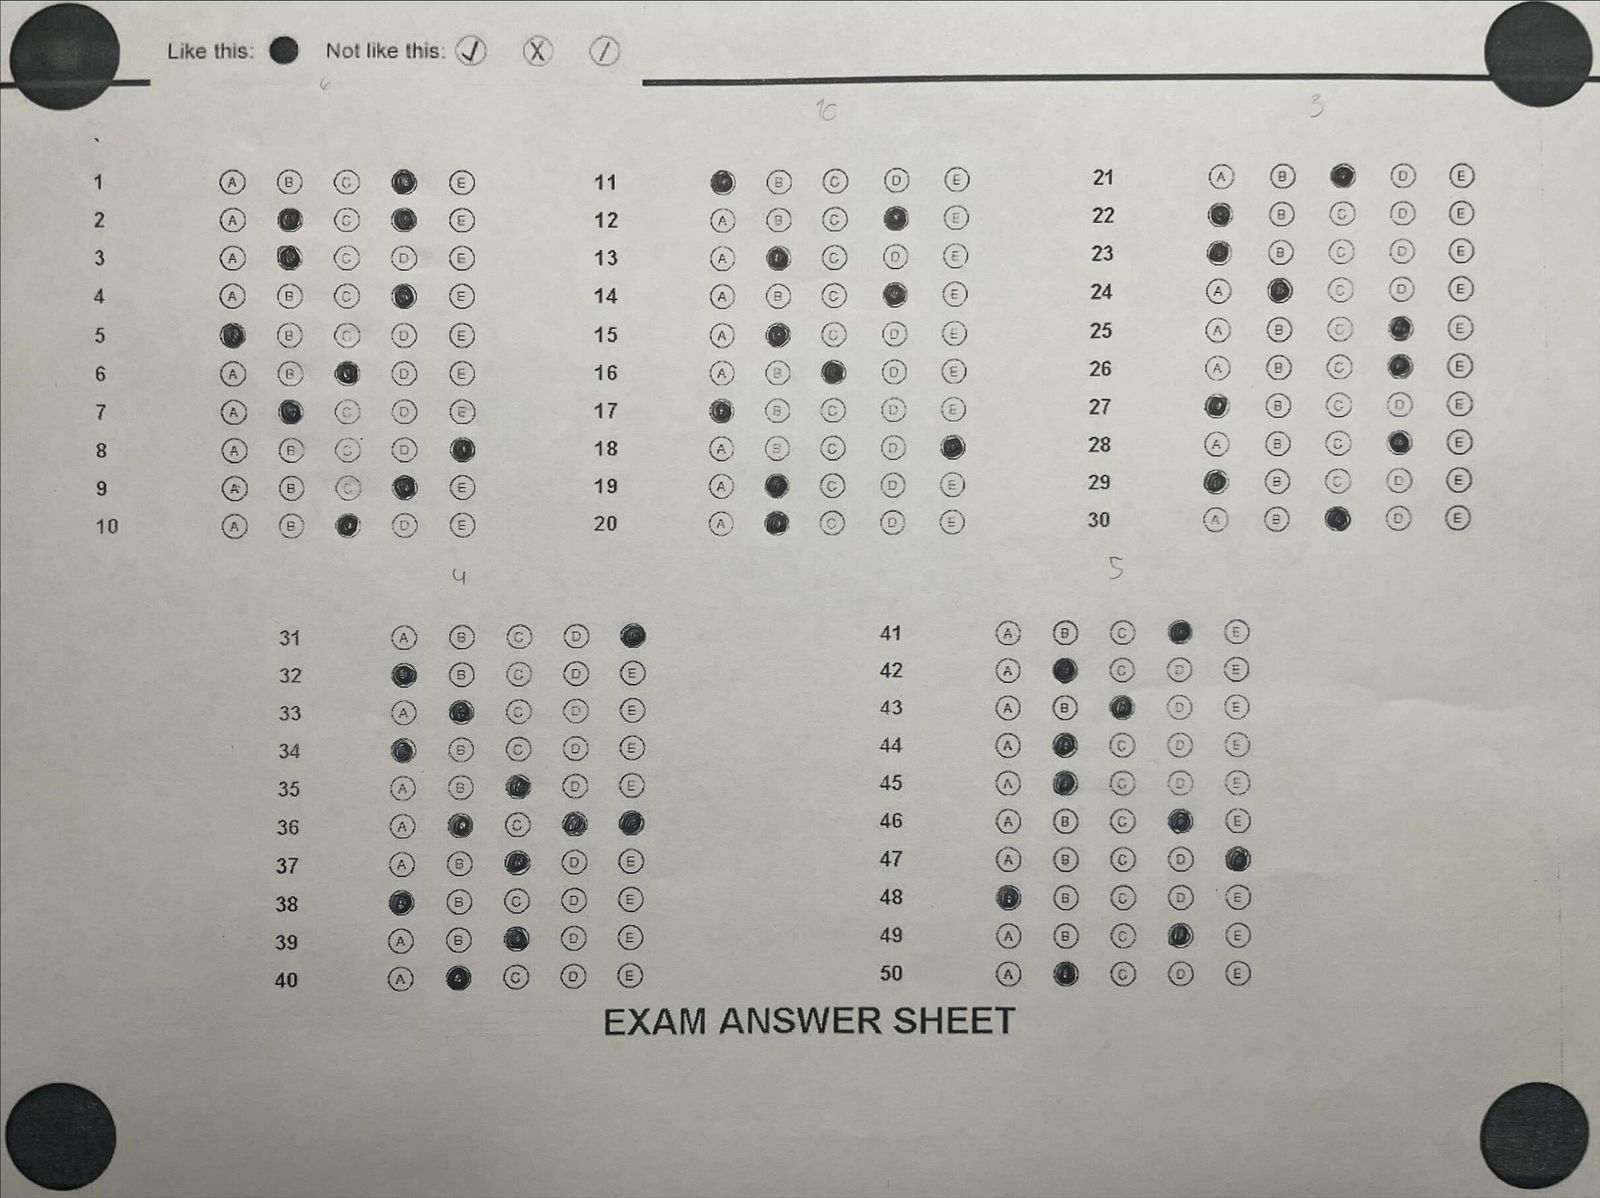 Like this: Not like this: ✓ X /
6 10 3
1 A B C E 11 B C D E 21 A B D E
2 A C E 12 A B C E 22 B C D E
3 A C D E 13 A C D E 23 B C D E
4 A B C E 14 A B C E 24 A C D E
5 B C D E 15 A C D E 25 A B C E
6 A B D E 16 A B D E 26 A B C E
7 A C D E 17 B C D E 27 B C D E
8 A B C D 18 A B C D 28 A B C E
9 A B C E 19 A C D E 29 B C D E
10 A B D E 20 A C D E 30 A B D E
4 5
31 A B C D 41 A B C E
32 B C D E 42 A C D E
33 A C D E 43 A B D E
34 B C D E 44 A C D E
35 A B D E 45 A C D E
36 A C 46 A B C E
37 A B D E 47 A B C D
38 B C D E 48 B C D E
39 A B D E 49 A B C E
40 A C D E 50 A C D E
EXAM ANSWER SHEET